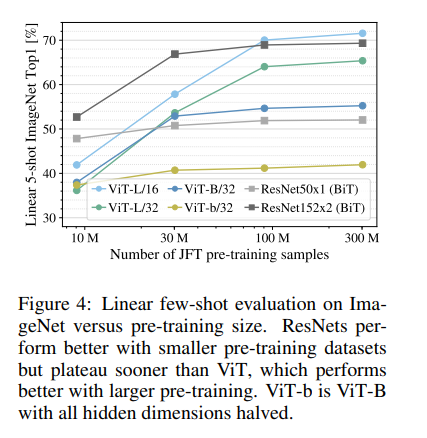 Linear 5-shot ImageNet Top1 [%]
70
60
50
40
30
ViT-L/16 ViT-B/32 ResNet50x1 (BiT)
ViT-L/32 ViT-b/32 ResNet152x2 (BiT)
10 M 30 M 100 M 300 M
Number of JFT pre-training samples
Figure 4: Linear few-shot evaluation on Ima-
geNet versus pre-training size. ResNets per-
form better with smaller pre-training datasets
but plateau sooner than ViT, which performs
better with larger pre-training. ViT-b is ViT-B
with all hidden dimensions halved.